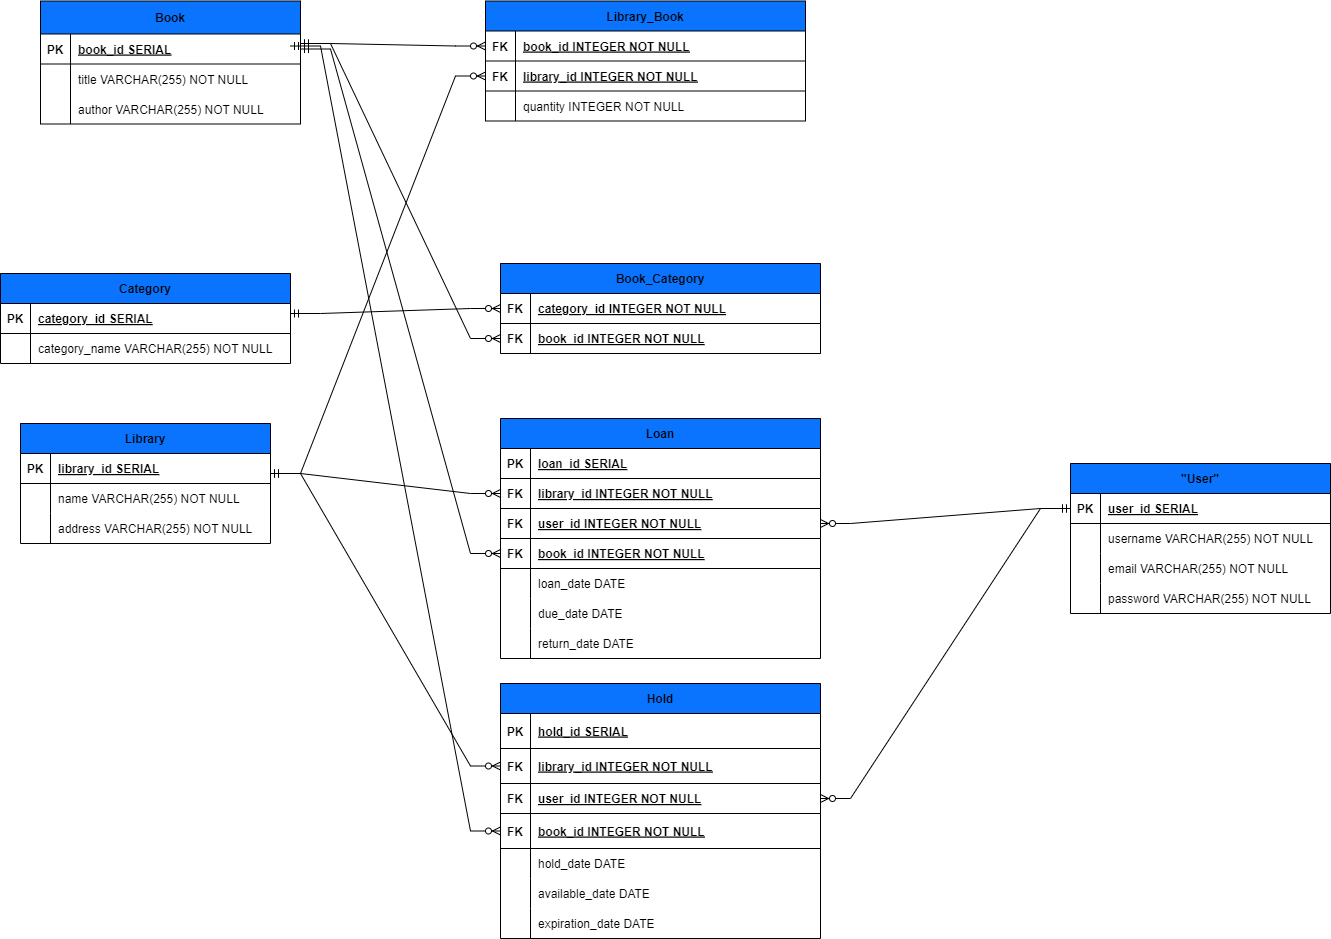 Book
PK book_id SERIAL
title VARCHAR(255) NOT NULL
author VARCHAR(255) NOT NULL
Library_Book
FK book_id INTEGER NOT NULL
FK library_id INTEGER NOT NULL
quantity INTEGER NOT NULL
Category
PK category_id SERIAL
category_name VARCHAR(255) NOT NULL
Book_Category
FK category_id INTEGER NOT NULL
FK book_id INTEGER NOT NULL
Library
PK library_id SERIAL
name VARCHAR(255) NOT NULL
address VARCHAR(255) NOT NULL
Loan
PK loan_id SERIAL
FK library_id INTEGER NOT NULL
FK user_id INTEGER NOT NULL
FK book_id INTEGER NOT NULL
loan_date DATE
due_date DATE
return_date DATE
"User"
PK user_id SERIAL
username VARCHAR(255) NOT NULL
email VARCHAR(255) NOT NULL
password VARCHAR(255) NOT NULL
Hold
PK hold_id SERIAL
FK library_id INTEGER NOT NULL
FK user_id INTEGER NOT NULL
FK book_id INTEGER NOT NULL
hold_date DATE
available_date DATE
expiration_date DATE